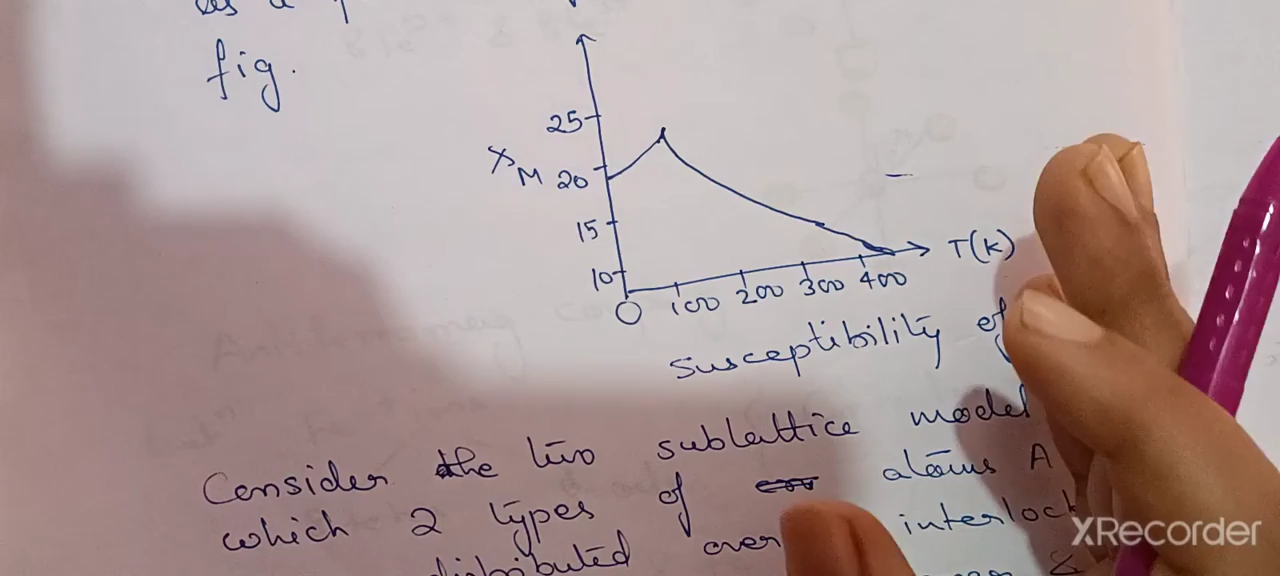 fig.
25
χM 20
15
10
0 100 200 300 400 T(K)
Susceptibility of
Consider the two sublattice model
which 2 types of atoms A
distributed over interlock
&
XRecorder